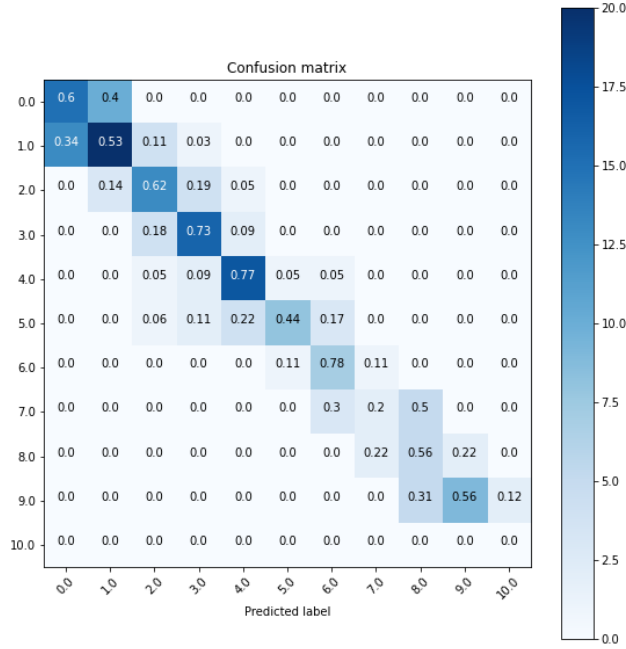 Confusion matrix
0.0 0.6 0.4 0.0 0.0 0.0 0.0 0.0 0.0 0.0 0.0 0.0
1.0 0.34 0.53 0.11 0.03 0.0 0.0 0.0 0.0 0.0 0.0 0.0
2.0 0.0 0.14 0.62 0.19 0.05 0.0 0.0 0.0 0.0 0.0 0.0
3.0 0.0 0.0 0.18 0.73 0.09 0.0 0.0 0.0 0.0 0.0 0.0
4.0 0.0 0.0 0.05 0.09 0.77 0.05 0.05 0.0 0.0 0.0 0.0
5.0 0.0 0.0 0.06 0.11 0.22 0.44 0.17 0.0 0.0 0.0 0.0
6.0 0.0 0.0 0.0 0.0 0.0 0.11 0.78 0.11 0.0 0.0 0.0
7.0 0.0 0.0 0.0 0.0 0.0 0.0 0.3 0.2 0.5 0.0 0.0
8.0 0.0 0.0 0.0 0.0 0.0 0.0 0.0 0.22 0.56 0.22 0.0
9.0 0.0 0.0 0.0 0.0 0.0 0.0 0.0 0.0 0.31 0.56 0.12
10.0 0.0 0.0 0.0 0.0 0.0 0.0 0.0 0.0 0.0 0.0 0.0
0.0 1.0 2.0 3.0 4.0 5.0 6.0 7.0 8.0 9.0 10.0
Predicted label
20.0
17.5
15.0
12.5
10.0
7.5
5.0
2.5
0.0